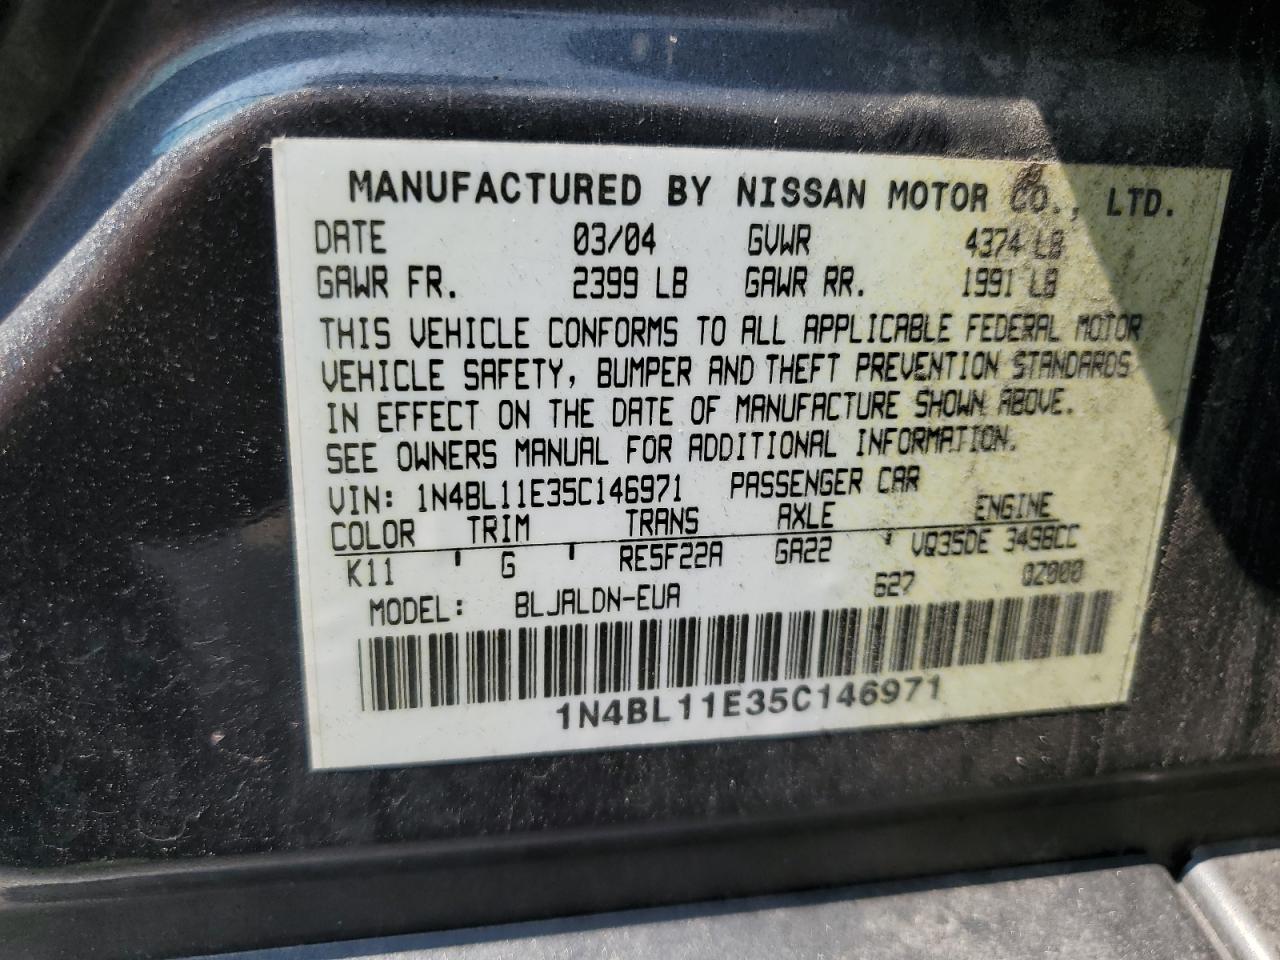 MANUFACTURED BY NISSAN MOTOR CO., LTD.
DATE 03/04 GVWR 4374 LB
GAWR FR. 2399 LB GAWR RR. 1991 LB
THIS VEHICLE CONFORMS TO ALL APPLICABLE FEDERAL MOTOR
VEHICLE SAFETY, BUMPER AND THEFT PREVENTION STANDARDS
IN EFFECT ON THE DATE OF MANUFACTURE SHOWN ABOVE.
SEE OWNERS MANUAL FOR ADDITIONAL INFORMATION.
VIN: 1N4BL11E35C146971 PASSENGER CAR
COLOR TRIM TRANS AXLE ENGINE
K11 ' G ' RE5F22A GA22 ' VQ35DE 3498CC
MODEL: BLJALDN-EUA 627 QZ000
1N4BL11E35C146971